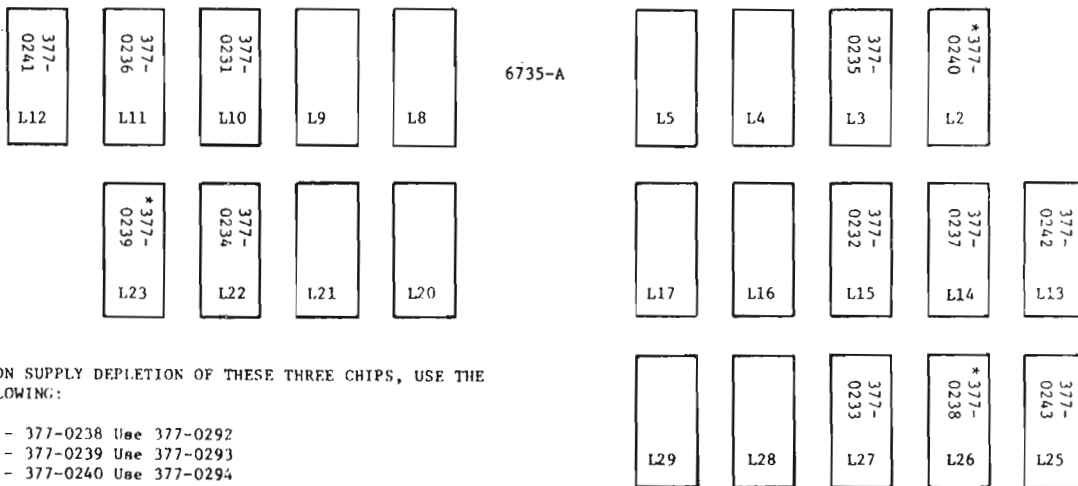 377-
0241
L12
377-
0236
L11
377-
0231
L10
L9
L8
6735-A
L5
L4
377-
0235
L3
*377-
0240
L2
*377-
0239
L23
377-
0234
L22
L21
L20
L17
L16
377-
0232
L15
377-
0237
L14
377-
0242
L13
ON SUPPLY DEPLETION OF THESE THREE CHIPS, USE THE
LOWING:
- 377-0238 Use 377-0292
- 377-0239 Use 377-0293
- 377-0240 Use 377-0294
L29
L28
377-
0233
L27
*377-
0238
L26
377-
0243
L25